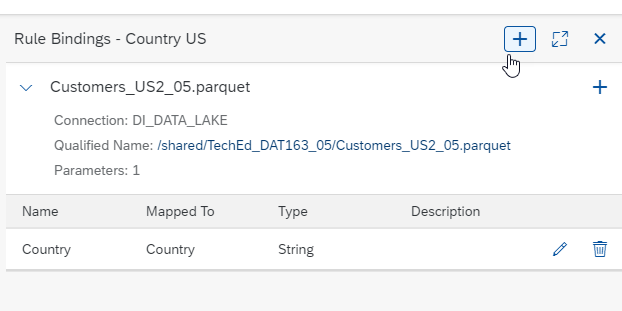 Rule Bindings - Country US
Customers_US2_05.parquet
Connection: DI_DATA_LAKE
Qualified Name: /shared/TechEd_DAT163_05/Customers_US2_05.parquet
Parameters: 1
Name Mapped To Type Description
Country Country String